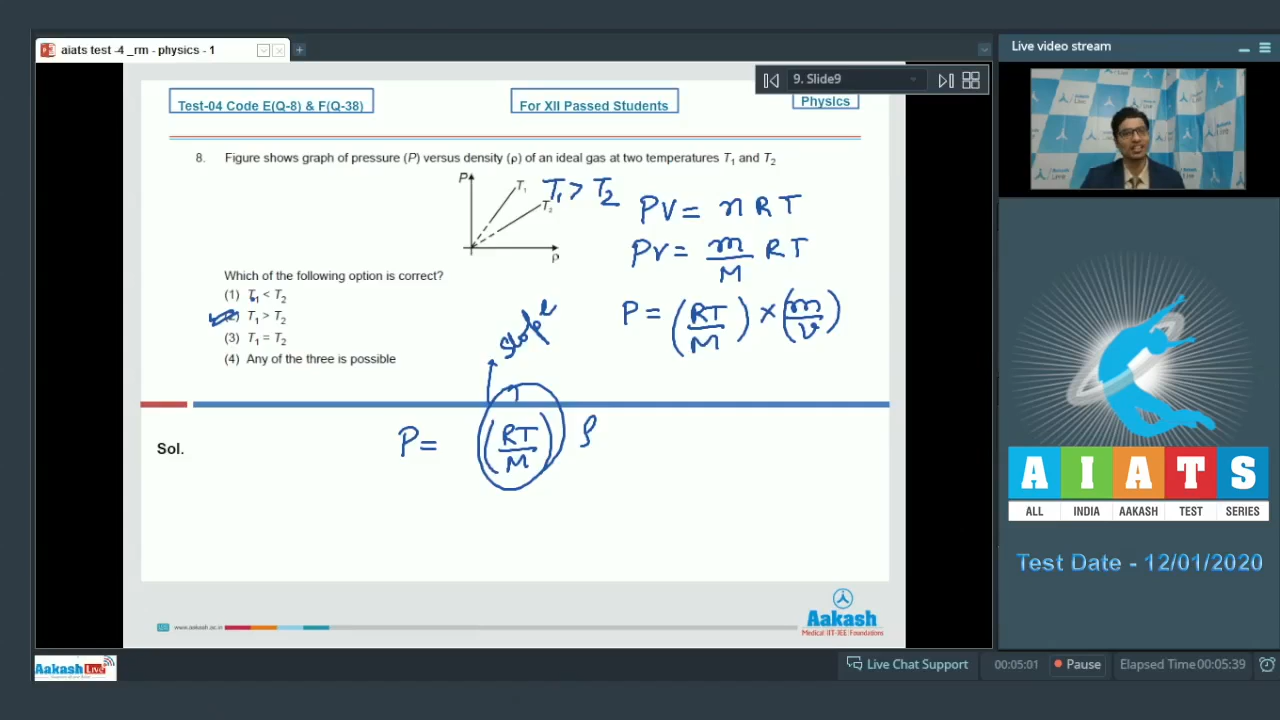 aiats test -4 _rm - physics - 1
Live video stream
9. Slide9
Test-04 Code E(Q-8) & F(Q-38)
For XII Passed Students
Physics
8. Figure shows graph of pressure (P) versus density (ρ) of an ideal gas at two temperatures T₁ and T₂
P
T₁
T₂
ρ
T₁ > T₂
PV = n R T
PV = m/M RT
P = (RT/M) × (m/V)
Which of the following option is correct?
(1) T₁ < T₂
(2) T₁ > T₂
(3) T₁ = T₂
(4) Any of the three is possible
slope
Sol.
P = (RT/M) ρ
www.aakash.ac.in
Aakash
Medical | IIT-JEE | Foundations
A I A T S
ALL INDIA AAKASH TEST SERIES
Test Date - 12/01/2020
Aakash Live
Live Chat Support
00:05:01
Pause
Elapsed Time 00:05:39